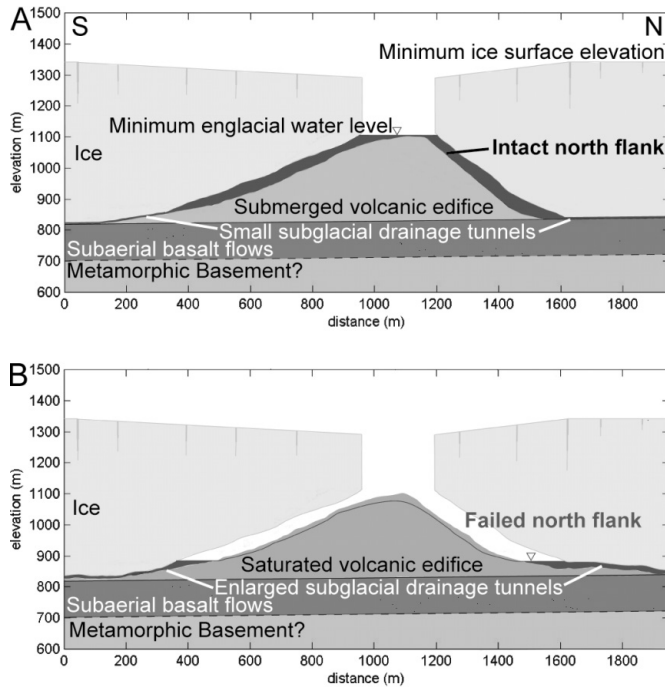 A
S
N
1500
1400
1300
1200
1100
1000
900
800
700
600
elevation (m)
Minimum ice surface elevation
Minimum englacial water level
Ice
Intact north flank
Submerged volcanic edifice
Small subglacial drainage tunnels
Subaerial basalt flows
Metamorphic Basement?
0 200 400 600 800 1000 1200 1400 1600 1800
distance (m)
B
1500
1400
1300
1200
1100
1000
900
800
700
600
elevation (m)
Ice
Failed north flank
Saturated volcanic edifice
Enlarged subglacial drainage tunnels
Subaerial basalt flows
Metamorphic Basement?
0 200 400 600 800 1000 1200 1400 1600 1800
distance (m)